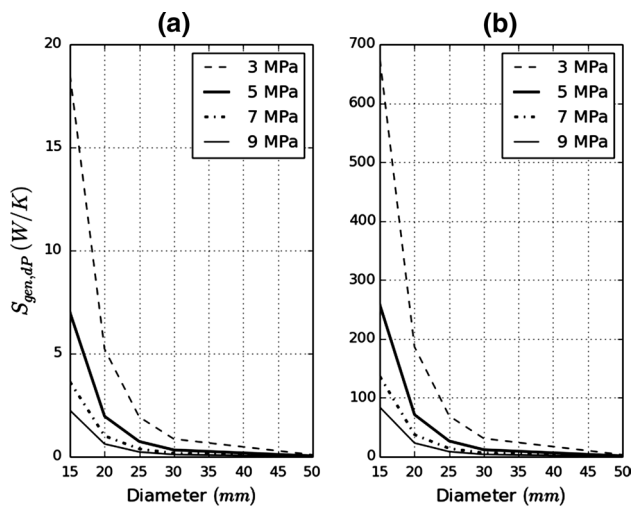 (a)
20
15
10
5
0
S_gen,dP (W/K)
3 MPa
5 MPa
7 MPa
9 MPa
15 20 25 30 35 40 45 50
Diameter (mm)
(b)
700
600
500
400
300
200
100
0
3 MPa
5 MPa
7 MPa
9 MPa
15 20 25 30 35 40 45 50
Diameter (mm)